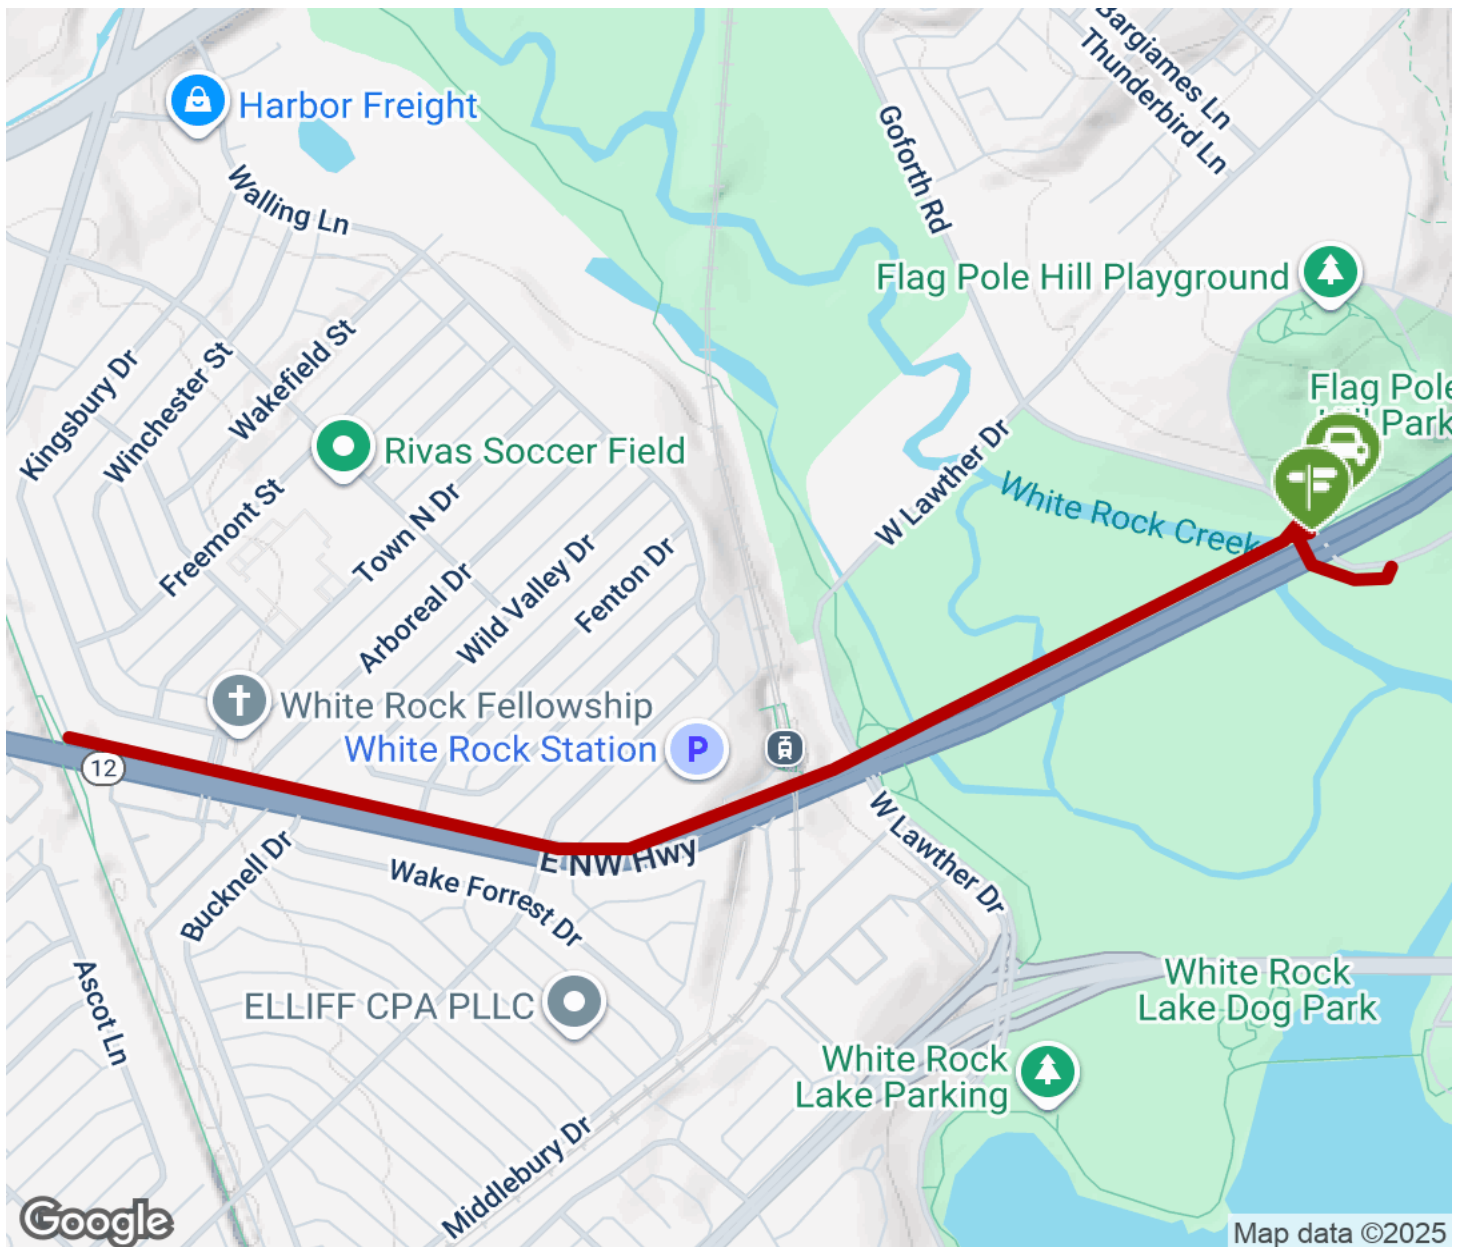 Bargiames Ln
Thunderbird Ln
Harbor Freight
Goforth Rd
Walling Ln
Flag Pole Hill Playground
Kingsbury Dr
Winchester St
Wakefield St
Flag Pole
Hill Park
Rivas Soccer Field
W Lawther Dr
White Rock Creek
Freemont St
Town N Dr
Arboreal Dr
Wild Valley Dr
Fenton Dr
White Rock Fellowship
White Rock Station
P
12
E NW Hwy
W Lawther Dr
Bucknell Dr
Wake Forrest Dr
Ascot Ln
ELLIFF CPA PLLC
White Rock
Lake Dog Park
White Rock
Lake Parking
Middlebury Dr
Google
Map data ©2025